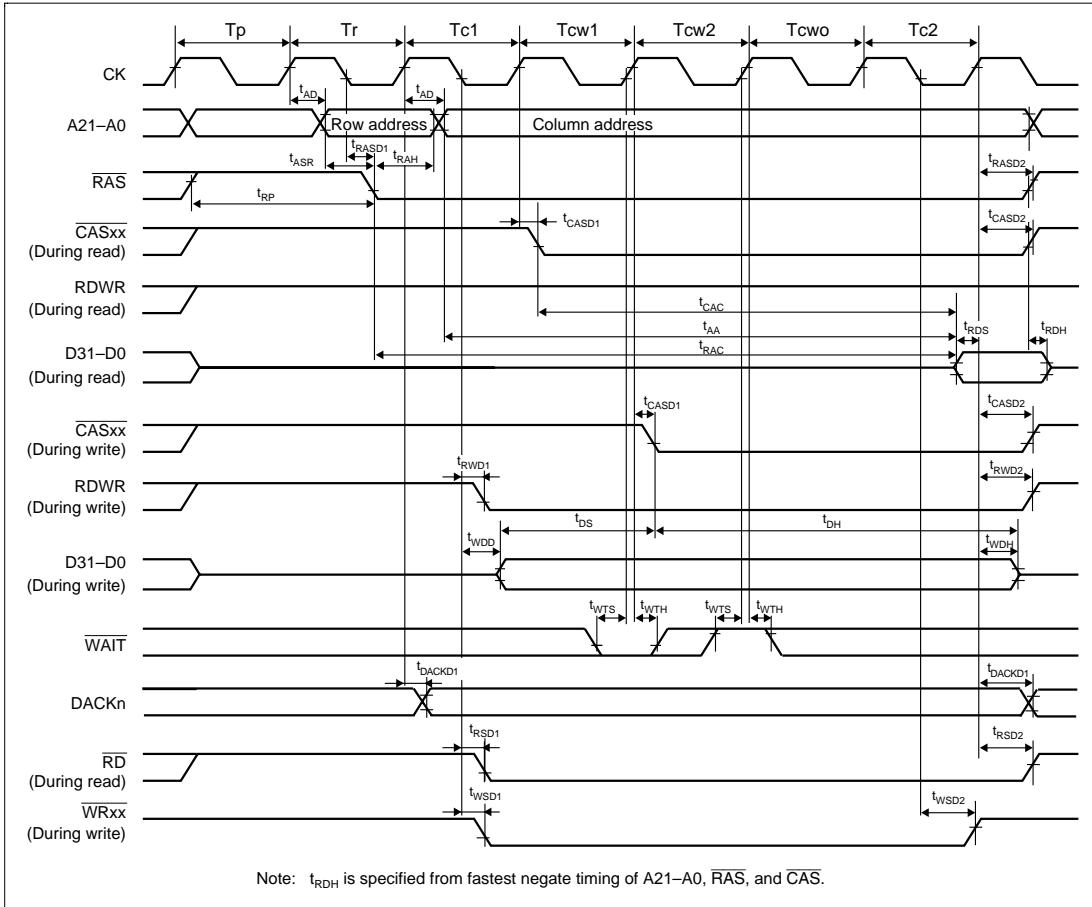 Tp Tr Tc1 Tcw1 Tcw2 Tcwo Tc2
CK
tAD tAD
A21–A0 Row address Column address
tRASD1
tASR tRAH
RAS tRP tRASD2
CASxx tCASD1 tCASD2
(During read)
RDWR
(During read)
tCAC
tAA tRDS tRDH
D31–D0 tRAC
(During read)
CASxx tCASD1 tCASD2
(During write)
RDWR tRWD1 tRWD2
(During write)
tDS tDH
D31–D0 tWDD tWDH
(During write)
tWTS tWTH tWTS tWTH
WAIT
tDACKD1 tDACKD1
DACKn
tRSD1 tRSD2
RD
(During read)
WRxx tWSD1 tWSD2
(During write)
Note: tRDH is specified from fastest negate timing of A21–A0, RAS, and CAS.